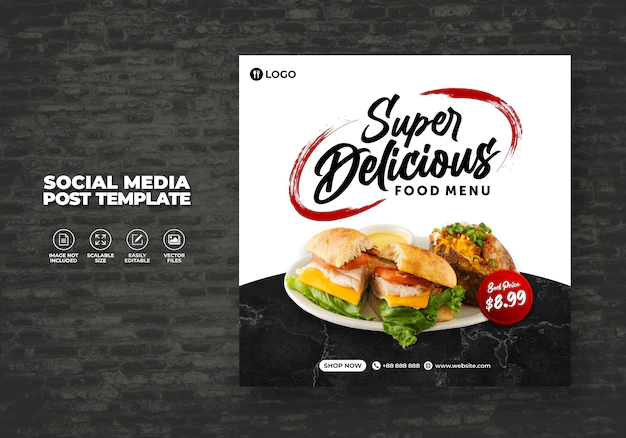 SOCIAL MEDIA
POST TEMPLATE
IMAGE NOT
INCLUDED
SCALABLE
SIZE
EASILY
EDITABLE
VECTOR
FILES
LOGO
Super
Delicious
FOOD MENU
Best Price
$8.99
SHOP NOW
+88 888 888
www.website.com